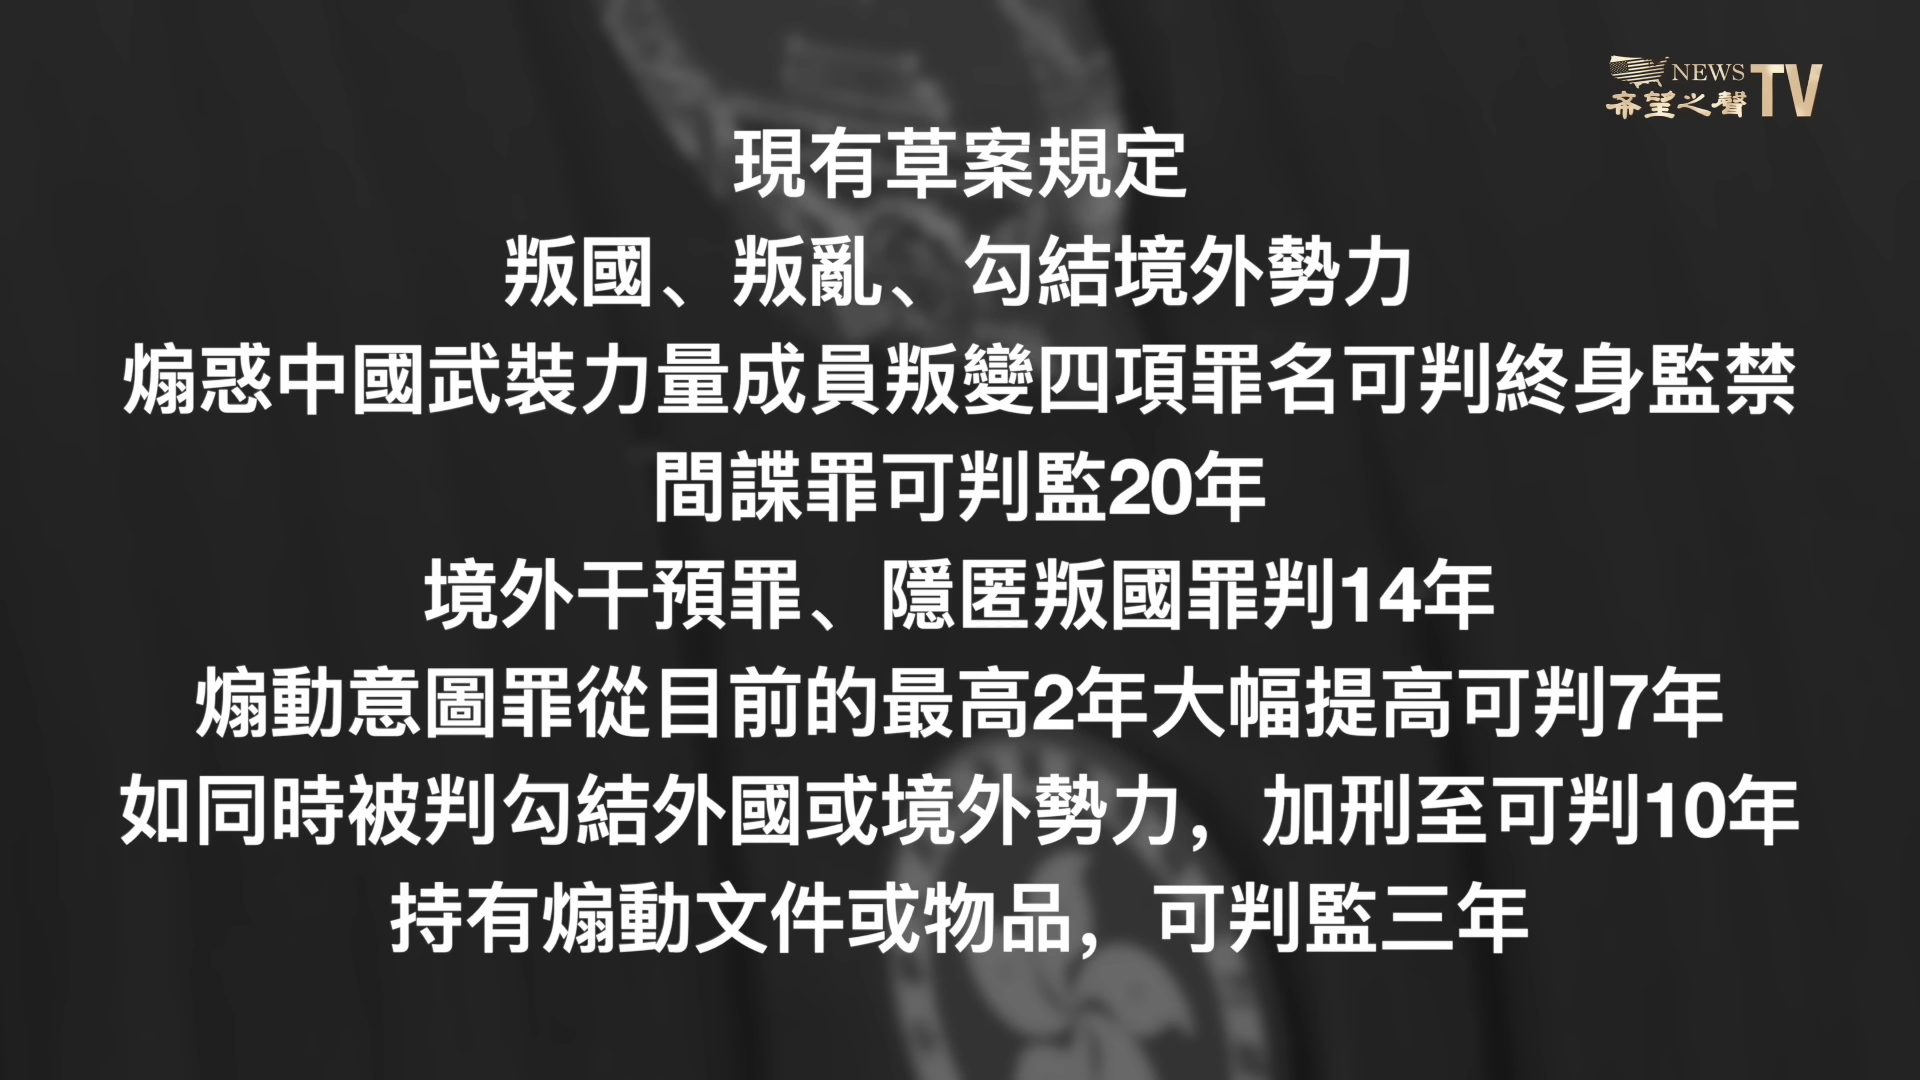 NEWS
希望之聲TV
現有草案規定
叛國、叛亂、勾結境外勢力
煽惑中國武裝力量成員叛變四項罪名可判終身監禁
間諜罪可判監20年
境外干預罪、隱匿叛國罪判14年
煽動意圖罪從目前的最高2年大幅提高可判7年
如同時被判勾結外國或境外勢力，加刑至可判10年
持有煽動文件或物品，可判監三年